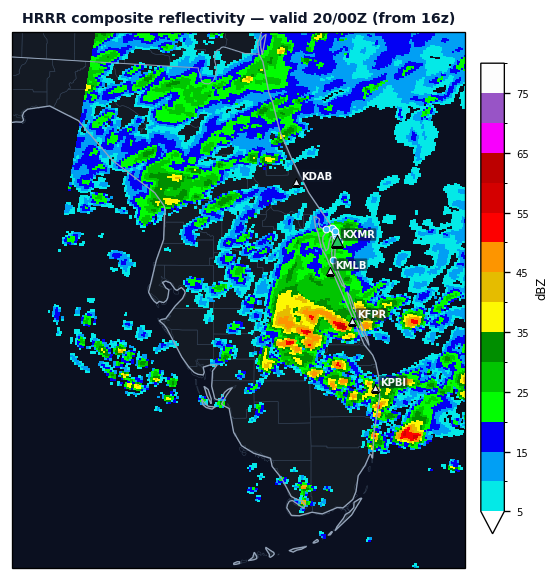 HRRR composite reflectivity — valid 20/00Z (from 16z)
KDAB
KXMR
KMLB
KFPR
KPBI
75
65
55
45
35
25
15
5
dBZ